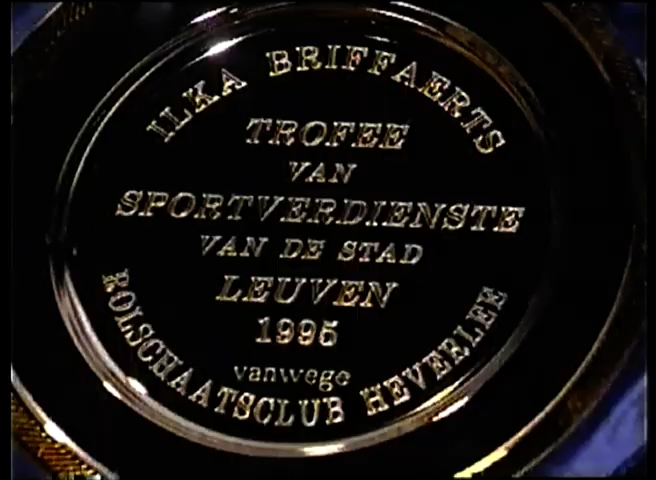 ILKA BRIFFAERTS
TROFEE
VAN
SPORTVERDIENSTE
VAN DE STAD
LEUVEN
1995
vanwege
ROLSCHAATSCLUB HEVERLEE